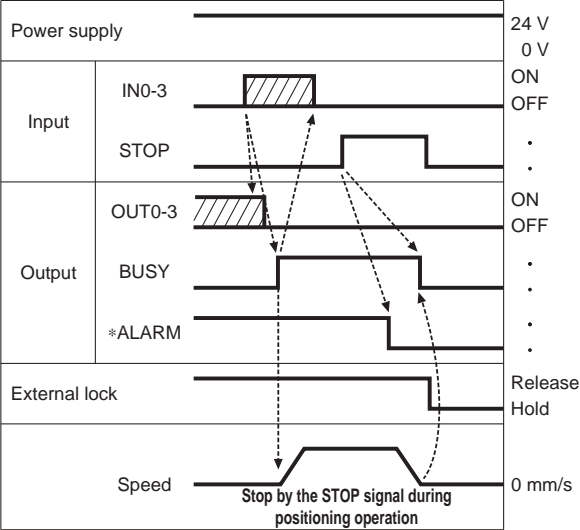 Power supply
24 V
0 V
Input
IN0-3
ON
OFF
STOP
Output
OUT0-3
ON
OFF
BUSY
*ALARM
External lock
Release
Hold
Speed
0 mm/s
Stop by the STOP signal during
positioning operation